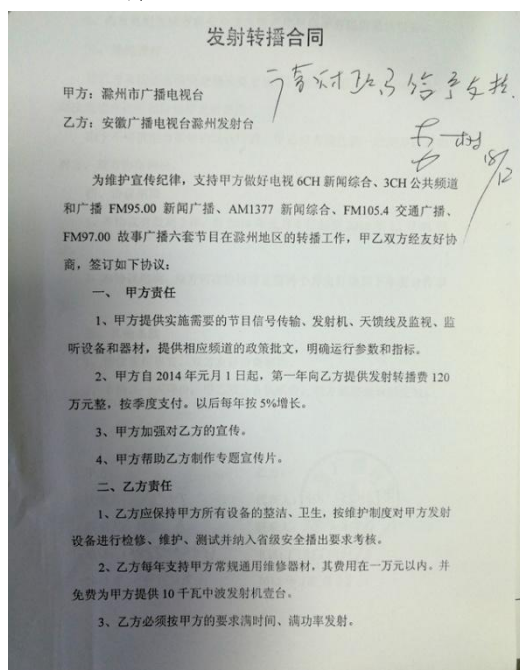 发射转播合同
请对路了给予支持.
18/12
甲方：滁州市广播电视台
乙方：安徽广播电视台滁州发射台
为维护宣传纪律，支持甲方做好电视 6CH 新闻综合、3CH 公共频道
和广播 FM95.00 新闻广播、AM1377 新闻综合、FM105.4 交通广播、
FM97.00 故事广播六套节目在滁州地区的转播工作，甲乙双方经友好协
商，签订如下协议：
一、 甲方责任
1、甲方提供实施需要的节目信号传输、发射机、天馈线及监视、监
听设备和器材，提供相应频道的政策批文，明确运行参数和指标。
2、甲方自 2014 年元月 1 日起，第一年向乙方提供发射转播费 120
万元整，按季度支付。以后每年按 5%增长。
3、甲方加强对乙方的宣传。
4、甲方帮助乙方制作专题宣传片。
二、乙方责任
1、乙方应保持甲方所有设备的整洁、卫生，按维护制度对甲方发射
设备进行检修、维护、测试并纳入省级安全播出要求考核。
2、乙方每年支持甲方常规通用维修器材，其费用在一万元以内。并
免费为甲方提供 10 千瓦中波发射机壹台。
3、乙方必须按甲方的要求满时间、满功率发射。